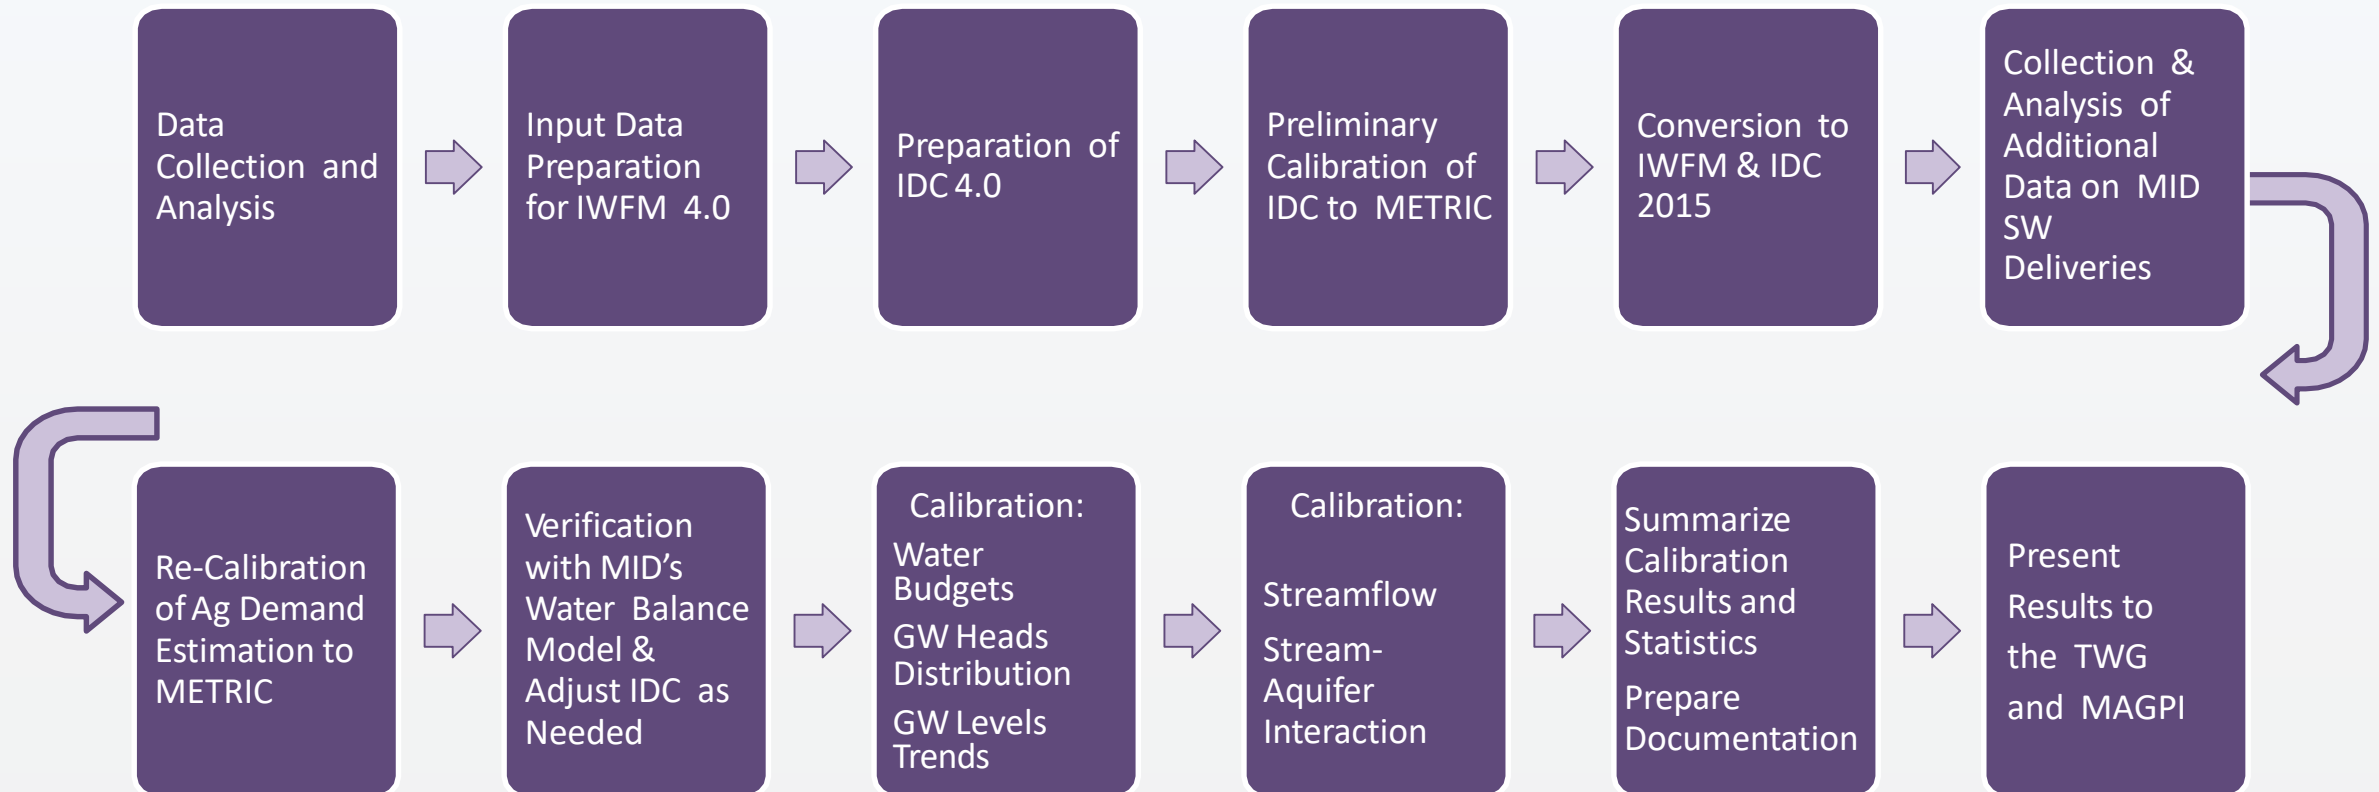 Data
Collection and
Analysis
Input Data
Preparation
for IWFM 4.0
Preparation of
IDC 4.0
Preliminary
Calibration of
IDC to METRIC
Conversion to
IWFM & IDC
2015
Collection &
Analysis of
Additional
Data on MID
SW
Deliveries
Re-Calibration
of Ag Demand
Estimation to
METRIC
Verification
with MID’s
Water Balance
Model &
Adjust IDC as
Needed
Calibration:
Water
Budgets
GW Heads
Distribution
GW Levels
Trends
Calibration:
Streamflow
Stream-
Aquifer
Interaction
Summarize
Calibration
Results and
Statistics
Prepare
Documentation
Present
Results to
the TWG
and MAGPI